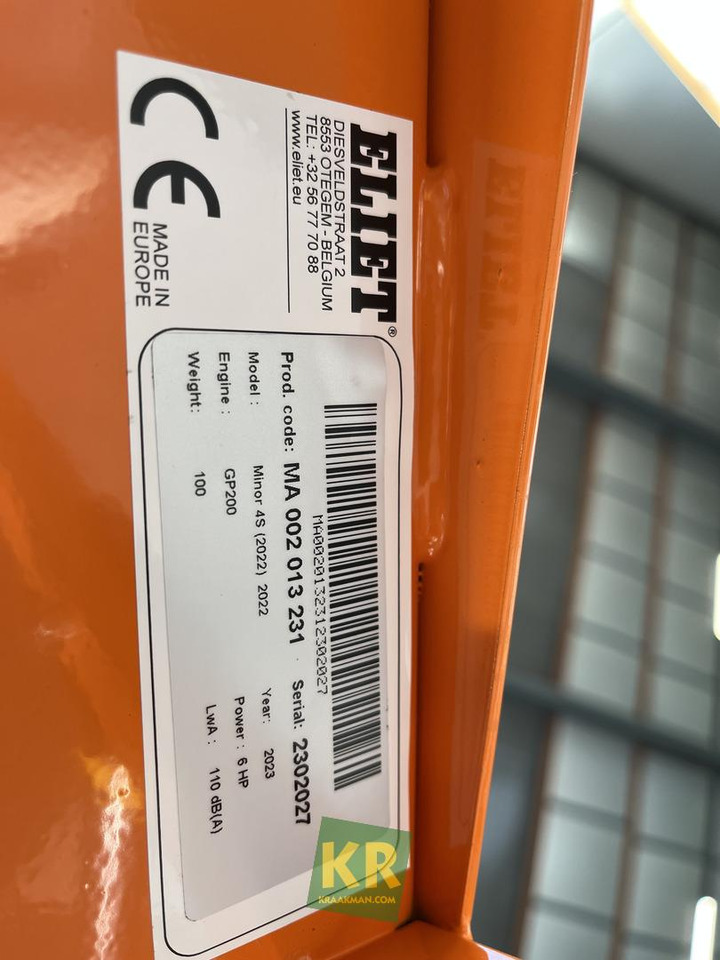 ELIET®
DIESVELDSTRAAT 2
8553 OTEGEM - BELGIUM
TEL: +32 56 77 70 88
www.eliet.eu
CE
MADE IN
EUROPE
MA0020132312302027
Prod. code: MA 002 013 231 Serial: 2302027
Model : Minor 4S (2022) 2022 Year: 2023
Engine : GP200 Power : 6 HP
Weight: 100 LwA : 110 dB(A)
KR
KRAAKMAN.COM